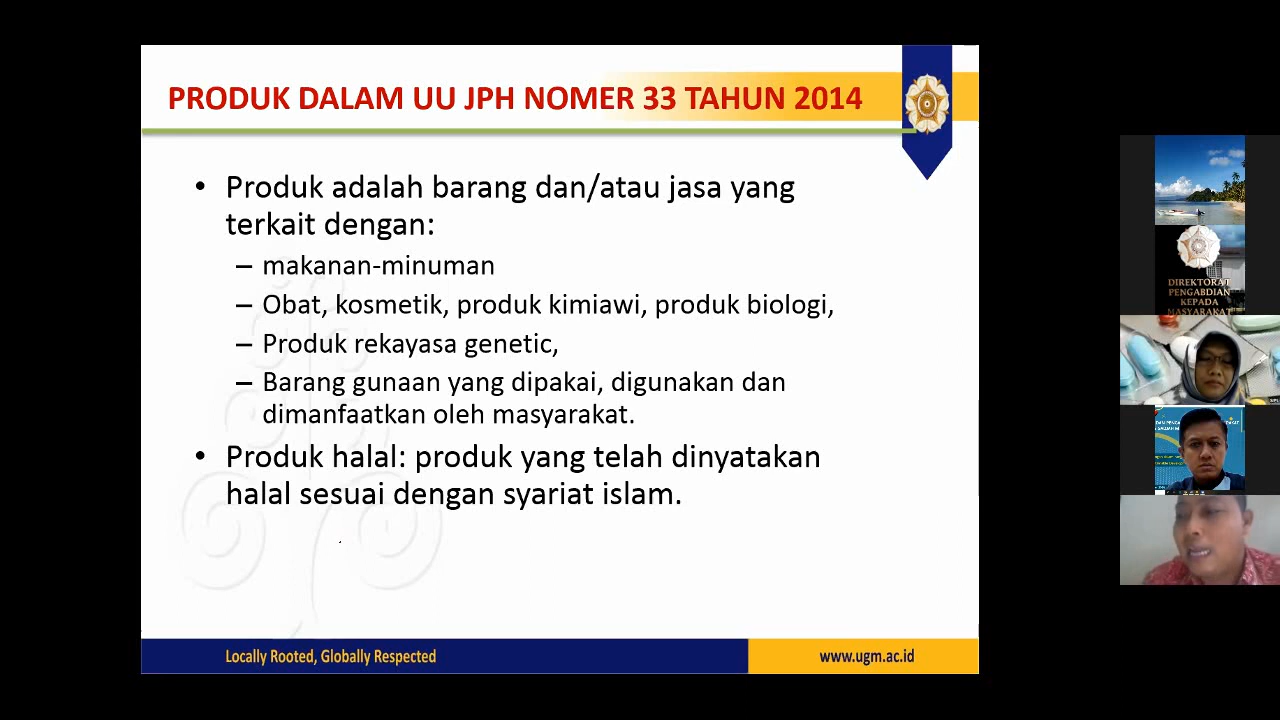 PRODUK DALAM UU JPH NOMER 33 TAHUN 2014
• Produk adalah barang dan/atau jasa yang
terkait dengan:
– makanan-minuman
– Obat, kosmetik, produk kimiawi, produk biologi,
– Produk rekayasa genetic,
– Barang gunaan yang dipakai, digunakan dan
dimanfaatkan oleh masyarakat.
• Produk halal: produk yang telah dinyatakan
halal sesuai dengan syariat islam.
Locally Rooted, Globally Respected
www.ugm.ac.id
DIREKTORAT
PENGABDIAN
KEPADA
MASYARAKAT